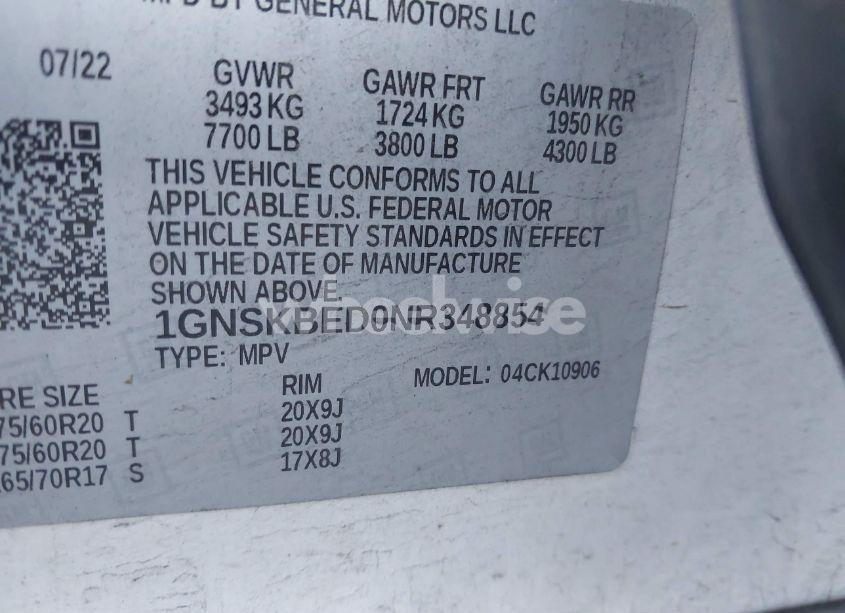 MFD BY GENERAL MOTORS LLC
07/22
GVWR GAWR FRT GAWR RR
3493 KG 1724 KG 1950 KG
7700 LB 3800 LB 4300 LB
THIS VEHICLE CONFORMS TO ALL
APPLICABLE U.S. FEDERAL MOTOR
VEHICLE SAFETY STANDARDS IN EFFECT
ON THE DATE OF MANUFACTURE
SHOWN ABOVE.
1GNSKBED0NR348854
TYPE: MPV
MODEL: 04CK10906
RE SIZE RIM
75/60R20 T 20X9J
75/60R20 T 20X9J
65/70R17 S 17X8J